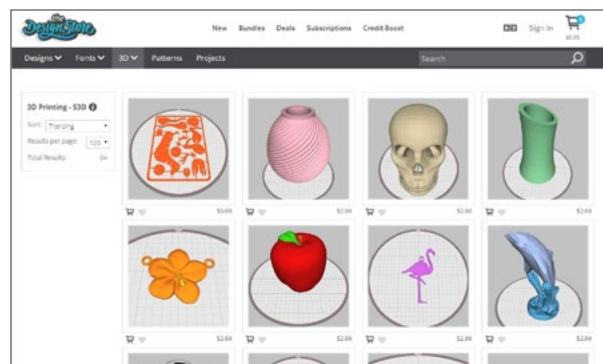 the
Design Store
New Bundles Deals Subscriptions Credit Boost
Sign In
Designs Fonts 3D Patterns Projects
Search
3D Printing - S3D
Sort: Trending
Results per page: 120
Total Results:
$2.99 $2.99 $2.99
$2.99 $2.99 $2.99 $2.99